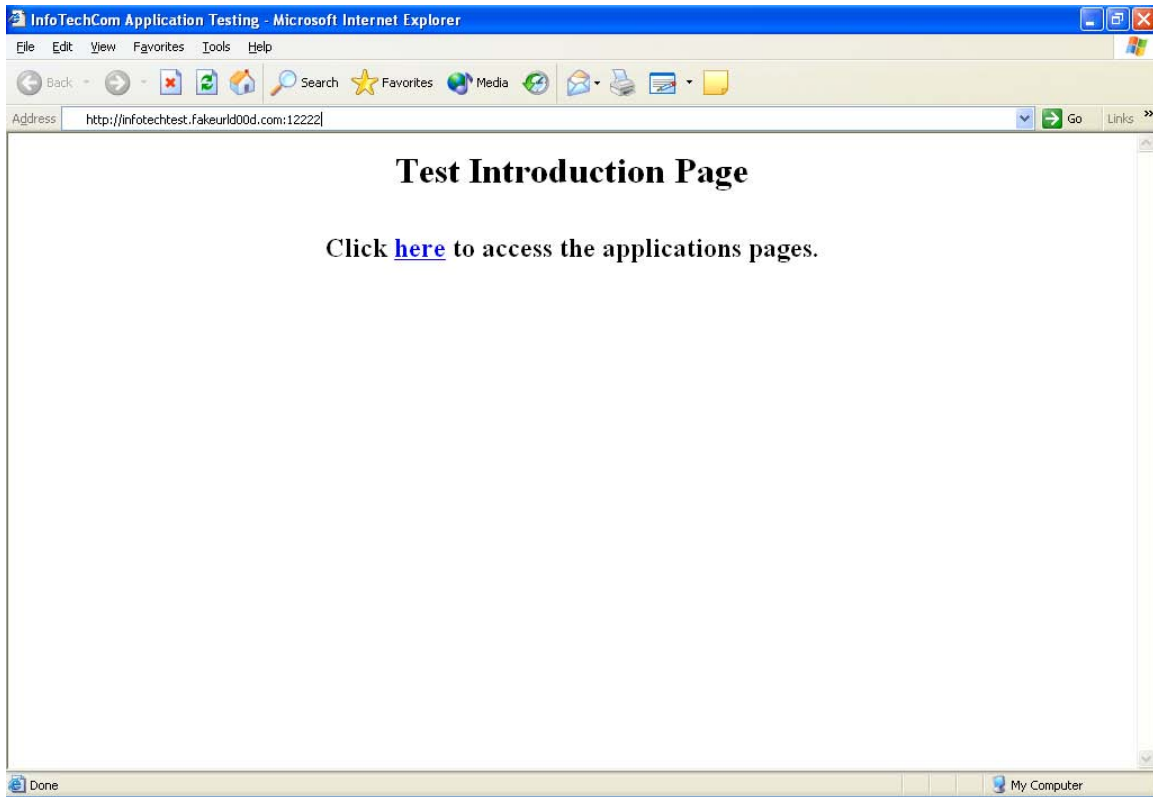 InfoTechCom Application Testing - Microsoft Internet Explorer
File Edit View Favorites Tools Help
Back Search Favorites Media
Address http://infotechtest.fakeurld00d.com:12222 Go Links »
Test Introduction Page
Click here to access the applications pages.
Done My Computer